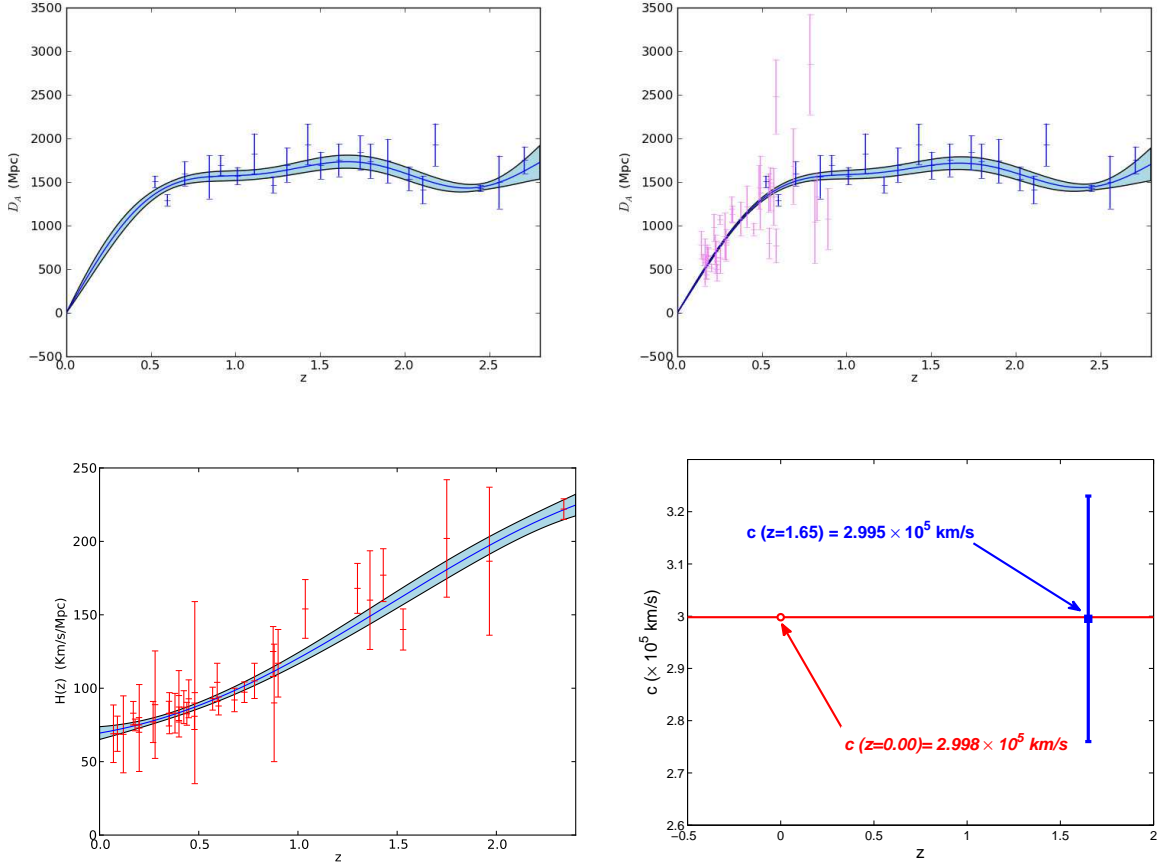 3500
3000
2500
2000
1500
1000
500
0
−500
D_A (Mpc)
0.0 0.5 1.0 1.5 2.0 2.5
z
3500
3000
2500
2000
1500
1000
500
0
−500
D_A (Mpc)
0.0 0.5 1.0 1.5 2.0 2.5
z
250
200
150
100
50
0
H(z) (Km/s/Mpc)
0.0 0.5 1.0 1.5 2.0
z
3.2
3.1
3
2.9
2.8
2.7
2.6
c (× 10^5 km/s)
c (z=1.65) = 2.995 × 10^5 km/s
c (z=0.00)= 2.998 × 10^5 km/s
-0.5 0 0.5 1 1.5 2
z